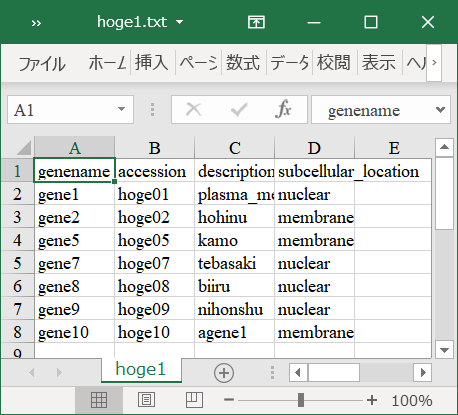 ›› hoge1.txt
ファイル ホーム 挿入 ページ 数式 データ 校閲 表示 ヘル
A1 fx genename
A B C D E
1 genename accession description subcellular_location
2 gene1 hoge01 plasma_me nuclear
3 gene2 hoge02 hohinu membrane
4 gene5 hoge05 kamo membrane
5 gene7 hoge07 tebasaki nuclear
6 gene8 hoge08 biiru nuclear
7 gene9 hoge09 nihonshu nuclear
8 gene10 hoge10 agene1 membrane
9
hoge1
100%